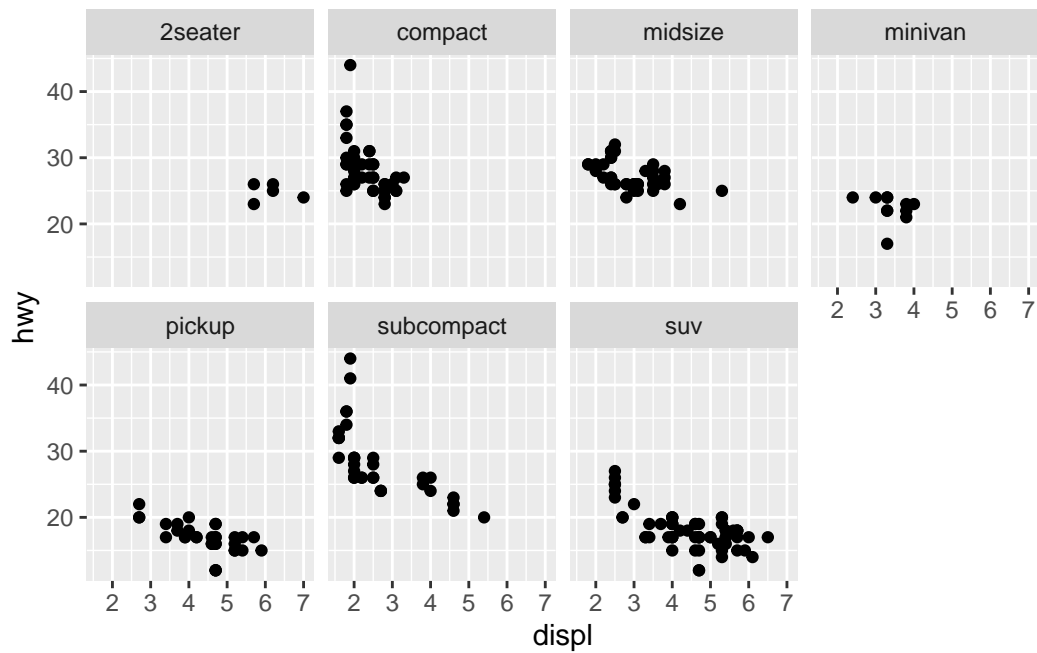 2seater compact midsize minivan
40
30
20
2 3 4 5 6 7
pickup subcompact suv
40
30
20
2 3 4 5 6 7 2 3 4 5 6 7 2 3 4 5 6 7
displ
hwy